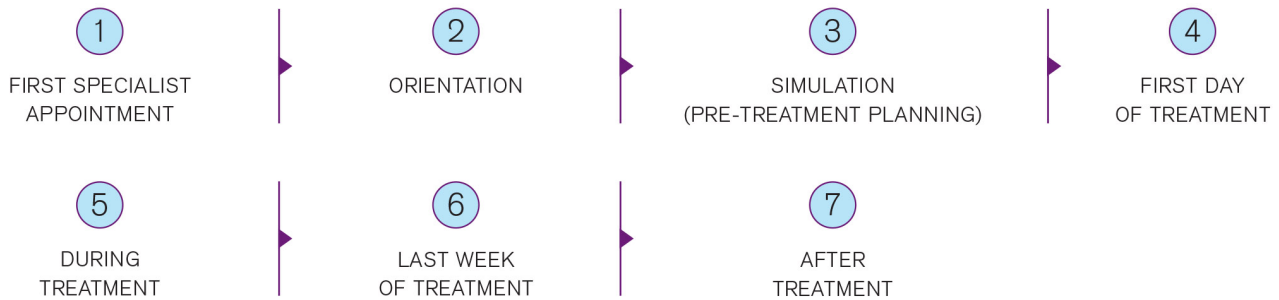 1
FIRST SPECIALIST
APPOINTMENT
2
ORIENTATION
3
SIMULATION
(PRE-TREATMENT PLANNING)
4
FIRST DAY
OF TREATMENT
5
DURING
TREATMENT
6
LAST WEEK
OF TREATMENT
7
AFTER
TREATMENT